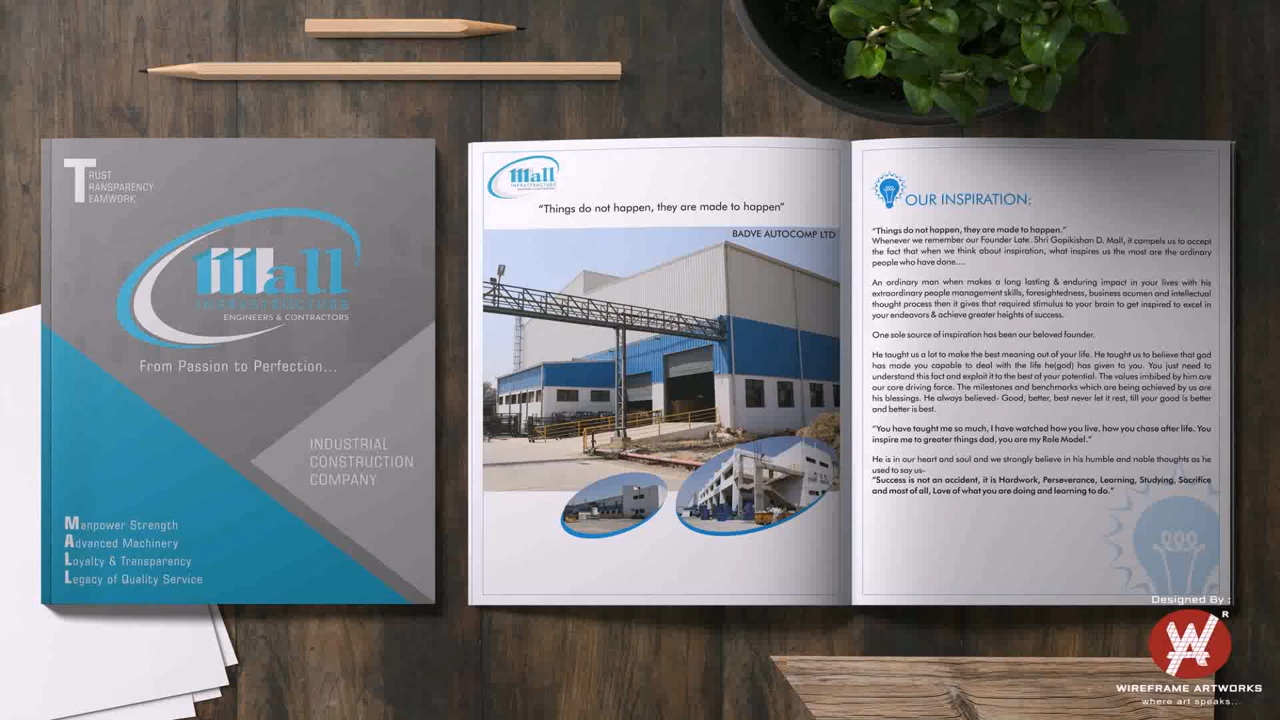 TRUST
TRANSPARENCY
TEAMWORK
Mall
INFRASTRUCTURE
ENGINEERS & CONTRACTORS
From Passion to Perfection...
INDUSTRIAL
CONSTRUCTION
COMPANY
Manpower Strength
Advanced Machinery
Loyalty & Transparency
Legacy of Quality Service
Mall
INFRASTRUCTURE
“Things do not happen, they are made to happen”
BADVE AUTOCOMP LTD
OUR INSPIRATION:
“Things do not happen, they are made to happen.”
Whenever we remember our Founder Late. Shri Gopikishan D. Mall, it compels us to accept
the fact that when we think about inspiration, what inspires us the most are the ordinary
people who have done....
An ordinary man when makes a long lasting & enduring impact in your lives with his
extraordinary people management skills, foresightedness, business acumen and intellectual
thought process then it gives that required stimulus to your brain to get inspired to excel in
your endeavors & achieve greater heights of success.
One sole source of inspiration has been our beloved founder.
He taught us a lot to make the best meaning out of your life. He taught us to believe that god
has made you capable to deal with the life he(god) has given to you. You just need to
understand this fact and exploit it to the best of your potential. The values imbibed by him are
our core driving force. The milestones and benchmarks which are being achieved by us are
his blessings. He always believed- Good, better, best never let it rest, till your good is better
and better is best.
“You have taught me so much, I have watched how you live, how you chose after life. You
inspire me to greater things dad, you are my Role Model.”
He is in our heart and soul and we strongly believe in his humble and noble thoughts as he
used to say us-
“Success is not an accident, it is Hardwork, Perseverance, Learning, Studying, Sacrifice
and most of all, Love of what you are doing and learning to do.”
Designed By :
R
WIREFRAME ARTWORKS
where art speaks...